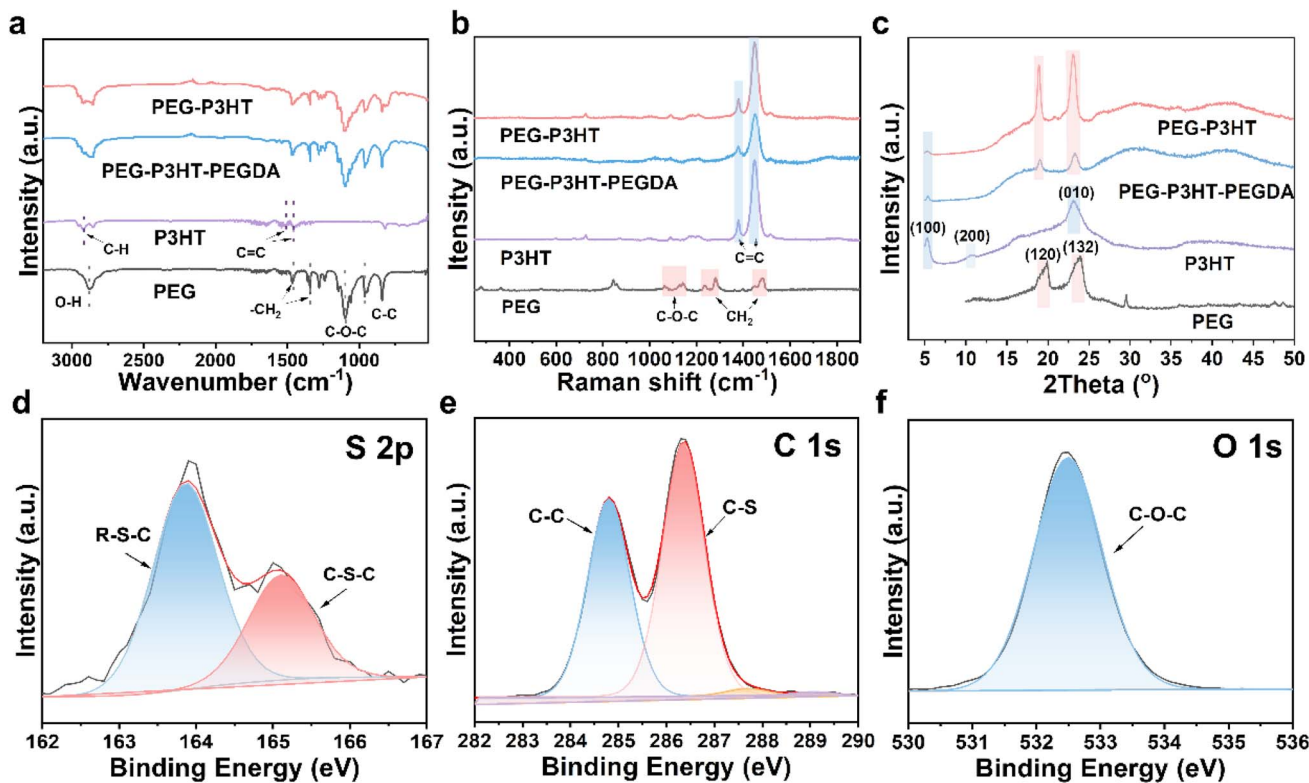 a
PEG-P3HT
PEG-P3HT-PEGDA
P3HT
C-H
C=C
PEG
O-H
-CH2
C-O-C
C-C
Intensity (a.u.)
3000 2500 2000 1500 1000
Wavenumber (cm-1)
b
PEG-P3HT
PEG-P3HT-PEGDA
P3HT
C=C
PEG
C-O-C
CH2
Itensity (a.u.)
400 600 800 1000 1200 1400 1600 1800
Raman shift (cm-1)
c
PEG-P3HT
PEG-P3HT-PEGDA
(010)
(100)
(200)
P3HT
(120)
(132)
PEG
Intensity (a.u.)
5 10 15 20 25 30 35 40 45 50
2Theta (°)
d
S 2p
R-S-C
C-S-C
Intensity (a.u.)
162 163 164 165 166 167
Binding Energy (eV)
e
C 1s
C-C
C-S
Intensity (a.u.)
282 283 284 285 286 287 288 289 290
Binding Energy (eV)
f
O 1s
C-O-C
Intensity (a.u.)
530 531 532 533 534 535 536
Binding Energy (eV)